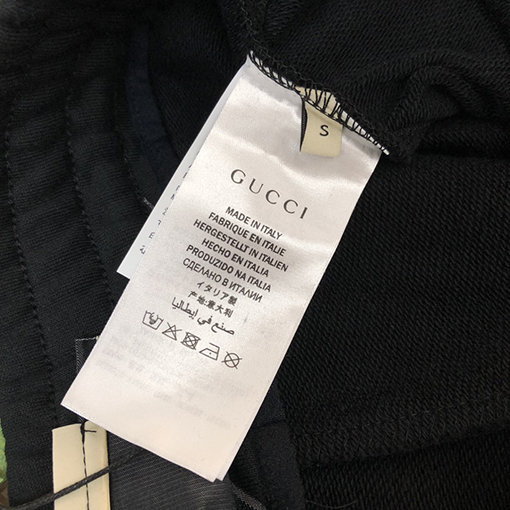 S
GUCCI
MADE IN ITALY
FABRIQUE EN ITALIE
HERGESTELLT IN ITALIEN
HECHO EN ITALIA
PRODUZIDO NA ITALIA
СДЕЛАНО В ИТАЛИИ
イタリア製
产地:意大利
صنع في إيطاليا